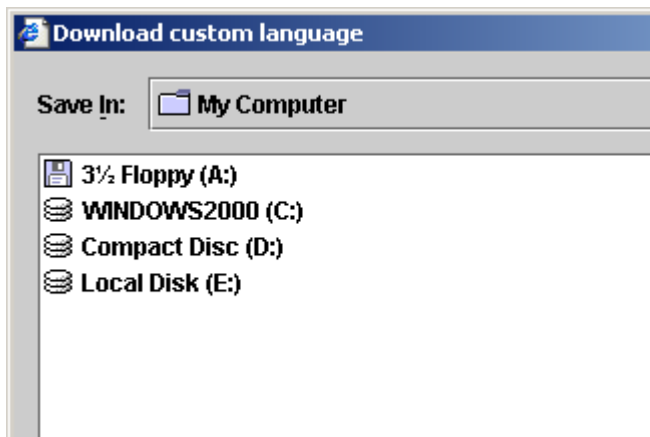 Download custom language
Save In: My Computer
3½ Floppy (A:)
WINDOWS2000 (C:)
Compact Disc (D:)
Local Disk (E:)